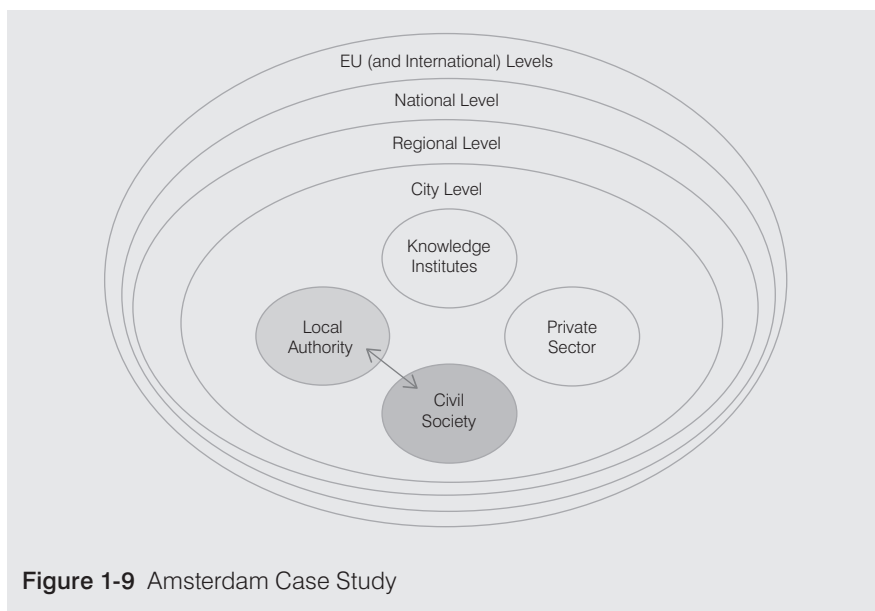 EU (and International) Levels
National Level
Regional Level
City Level
Knowledge
Institutes
Local
Authority
Private
Sector
Civil
Society
Figure 1-9 Amsterdam Case Study